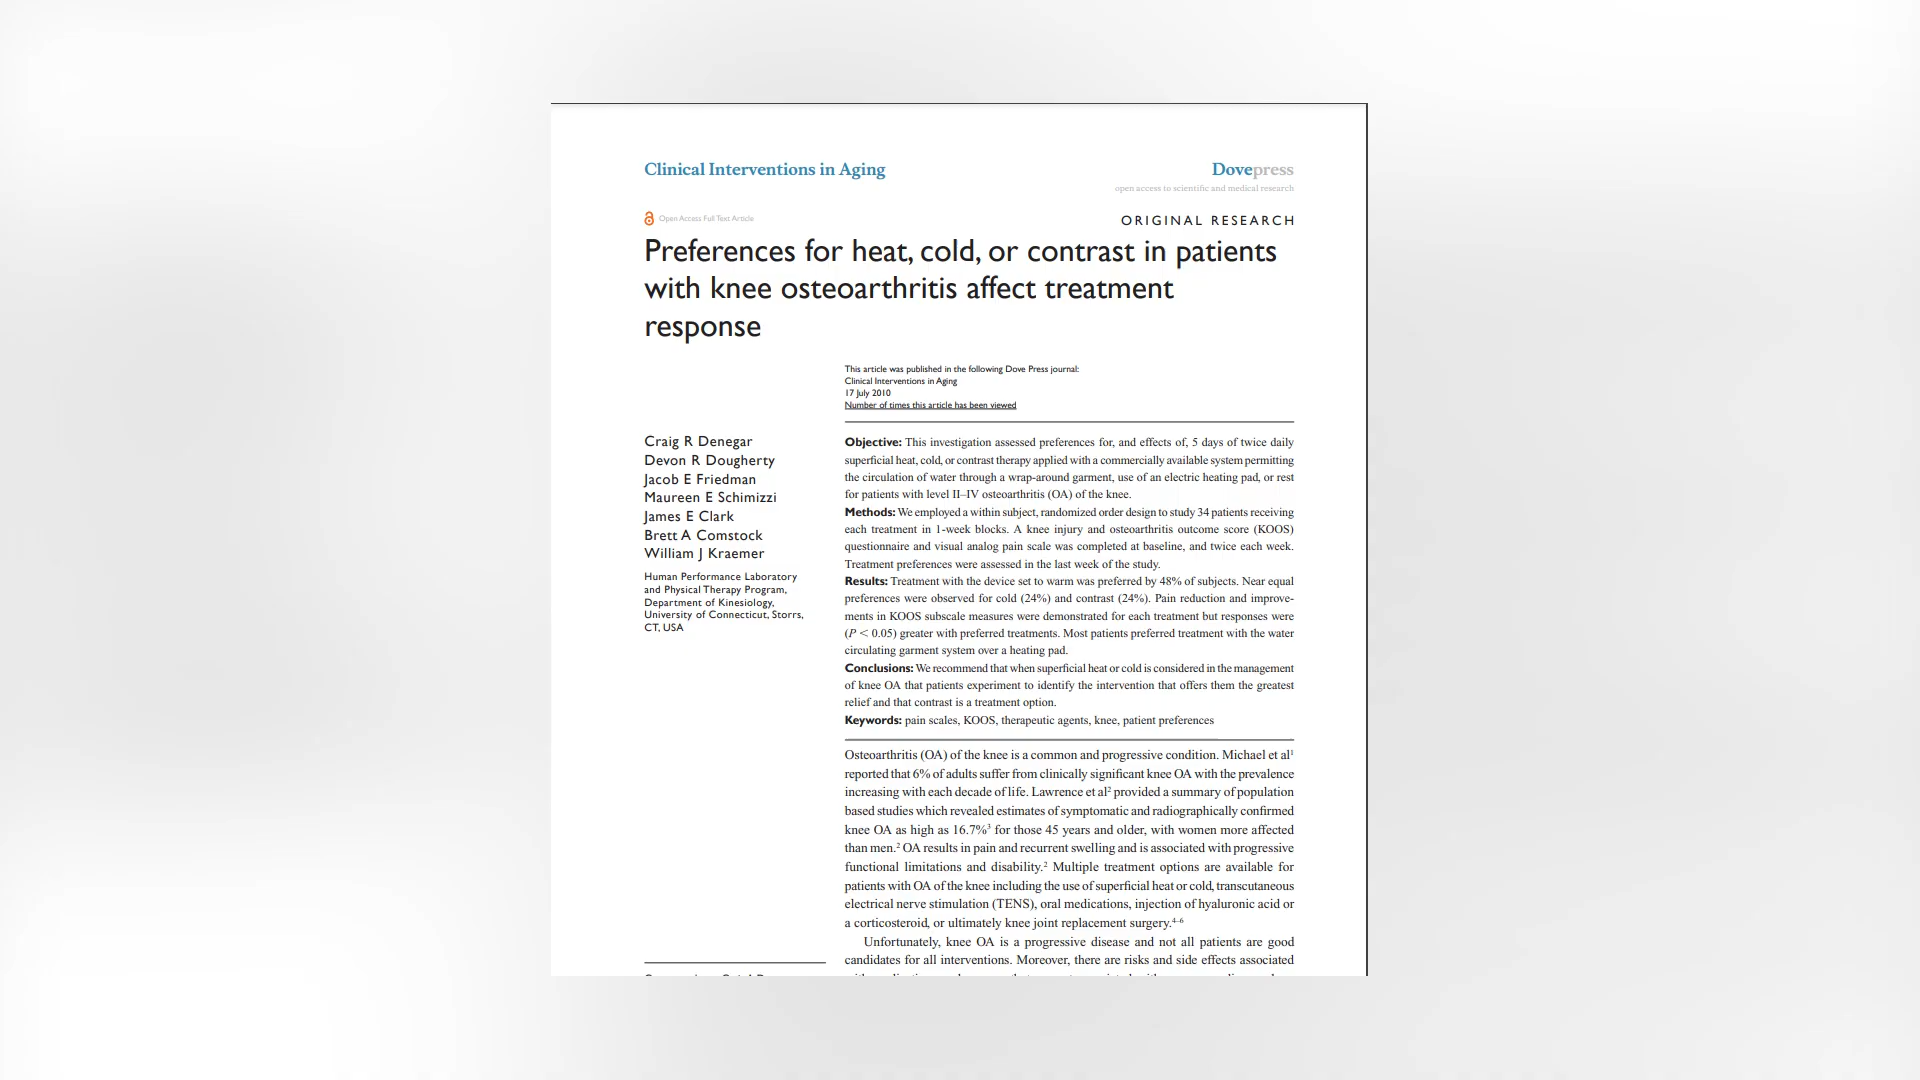 Clinical Interventions in Aging
Dovepress
open access to scientific and medical research
Open Access Full Text Article
ORIGINAL RESEARCH
Preferences for heat, cold, or contrast in patients
with knee osteoarthritis affect treatment
response
This article was published in the following Dove Press journal:
Clinical Interventions in Aging
17 July 2010
Number of times this article has been viewed
Craig R Denegar
Devon R Dougherty
Jacob E Friedman
Maureen E Schimizzi
James E Clark
Brett A Comstock
William J Kraemer
Human Performance Laboratory
and Physical Therapy Program,
Department of Kinesiology,
University of Connecticut, Storrs,
CT, USA
Objective: This investigation assessed preferences for, and effects of, 5 days of twice daily
superficial heat, cold, or contrast therapy applied with a commercially available system permitting
the circulation of water through a wrap-around garment, use of an electric heating pad, or rest
for patients with level II–IV osteoarthritis (OA) of the knee.
Methods: We employed a within subject, randomized order design to study 34 patients receiving
each treatment in 1-week blocks. A knee injury and osteoarthritis outcome score (KOOS)
questionnaire and visual analog pain scale was completed at baseline, and twice each week.
Treatment preferences were assessed in the last week of the study.
Results: Treatment with the device set to warm was preferred by 48% of subjects. Near equal
preferences were observed for cold (24%) and contrast (24%). Pain reduction and improve-
ments in KOOS subscale measures were demonstrated for each treatment but responses were
(P < 0.05) greater with preferred treatments. Most patients preferred treatment with the water
circulating garment system over a heating pad.
Conclusions: We recommend that when superficial heat or cold is considered in the management
of knee OA that patients experiment to identify the intervention that offers them the greatest
relief and that contrast is a treatment option.
Keywords: pain scales, KOOS, therapeutic agents, knee, patient preferences
Osteoarthritis (OA) of the knee is a common and progressive condition. Michael et al¹
reported that 6% of adults suffer from clinically significant knee OA with the prevalence
increasing with each decade of life. Lawrence et al² provided a summary of population
based studies which revealed estimates of symptomatic and radiographically confirmed
knee OA as high as 16.7%³ for those 45 years and older, with women more affected
than men.² OA results in pain and recurrent swelling and is associated with progressive
functional limitations and disability.² Multiple treatment options are available for
patients with OA of the knee including the use of superficial heat or cold, transcutaneous
electrical nerve stimulation (TENS), oral medications, injection of hyaluronic acid or
a corticosteroid, or ultimately knee joint replacement surgery.⁴⁻⁶
Unfortunately, knee OA is a progressive disease and not all patients are good
candidates for all interventions. Moreover, there are risks and side effects associated